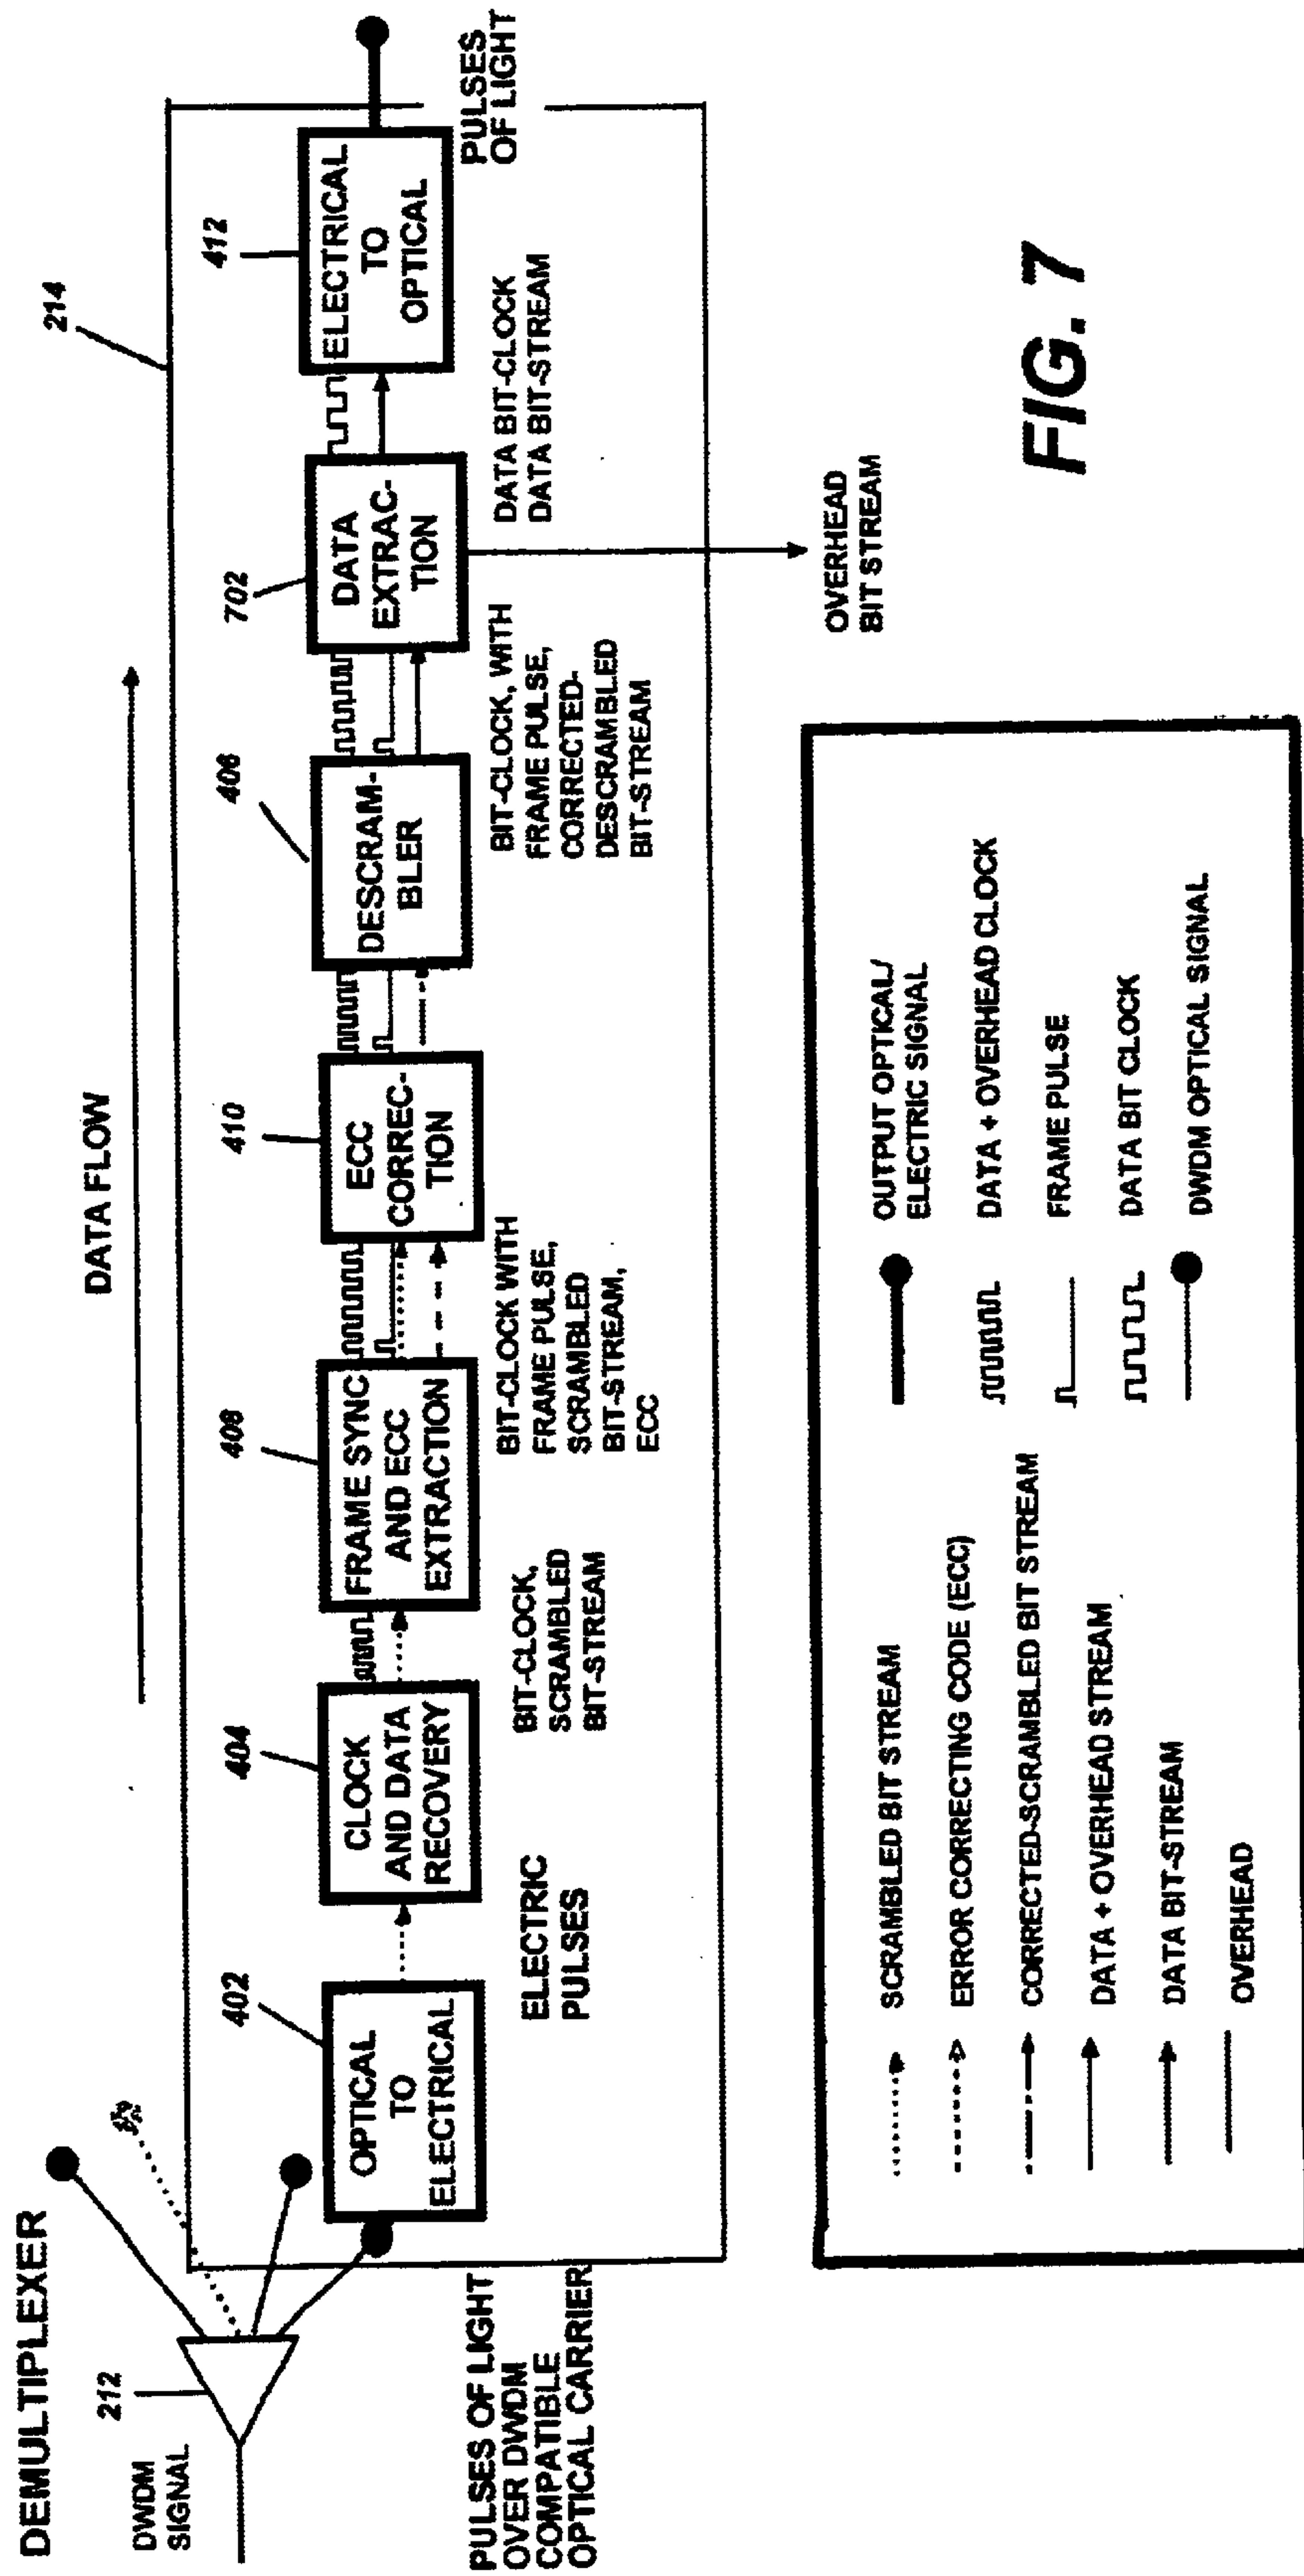 DEMULTIPLEXER
DWDM
SIGNAL
212
PULSES OF LIGHT
OVER DWDM
COMPATIBLE
OPTICAL CARRIER
DATA FLOW
214
402
OPTICAL
TO
ELECTRICAL
ELECTRIC
PULSES
404
CLOCK
AND DATA
RECOVERY
BIT-CLOCK,
SCRAMBLED
BIT-STREAM
408
FRAME SYNC
AND ECC
EXTRACTION
BIT-CLOCK WITH
FRAME PULSE,
SCRAMBLED
BIT-STREAM,
ECC
410
ECC
CORREC-
TION
406
DESCRAM-
BLER
BIT-CLOCK, WITH
FRAME PULSE,
CORRECTED-
DESCRAMBLED
BIT-STREAM
702
DATA
EXTRAC-
TION
DATA BIT-CLOCK
DATA BIT-STREAM
OVERHEAD
BIT STREAM
412
ELECTRICAL
TO
OPTICAL
PULSES
OF LIGHT
SCRAMBLED BIT STREAM
ERROR CORRECTING CODE (ECC)
CORRECTED-SCRAMBLED BIT STREAM
DATA + OVERHEAD STREAM
DATA BIT-STREAM
OVERHEAD
OUTPUT OPTICAL/
ELECTRIC SIGNAL
DATA + OVERHEAD CLOCK
FRAME PULSE
DATA BIT CLOCK
DWDM OPTICAL SIGNAL
FIG. 7